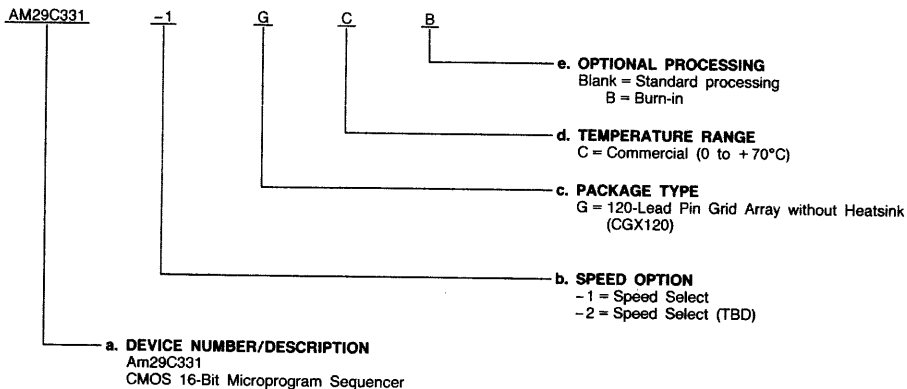 AM29C331 -1 G C B
e. OPTIONAL PROCESSING
Blank = Standard processing
B = Burn-in
d. TEMPERATURE RANGE
C = Commercial (0 to +70°C)
c. PACKAGE TYPE
G = 120-Lead Pin Grid Array without Heatsink
(CGX120)
b. SPEED OPTION
-1 = Speed Select
-2 = Speed Select (TBD)
a. DEVICE NUMBER/DESCRIPTION
Am29C331
CMOS 16-Bit Microprogram Sequencer